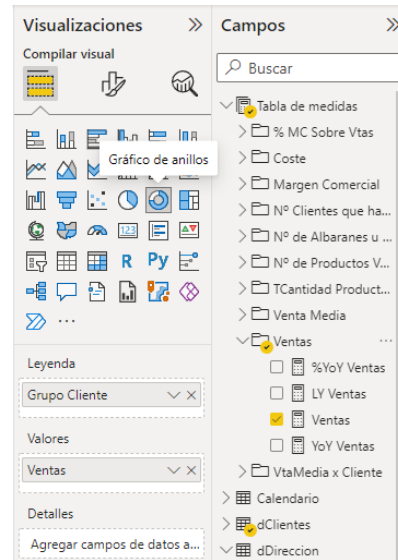 Visualizaciones
Compilar visual
Gráfico de anillos
123
R
Py
Leyenda
Grupo Cliente
Valores
Ventas
Detalles
Agregar campos de datos a...
Campos
Buscar
Tabla de medidas
% MC Sobre Vtas
Coste
Margen Comercial
Nº Clientes que ha...
Nº de Albaranes u ...
Nº de Productos V...
TCantidad Product...
Venta Media
Ventas
%YoY Ventas
LY Ventas
Ventas
YoY Ventas
VtaMedia x Cliente
Calendario
dClientes
dDireccion